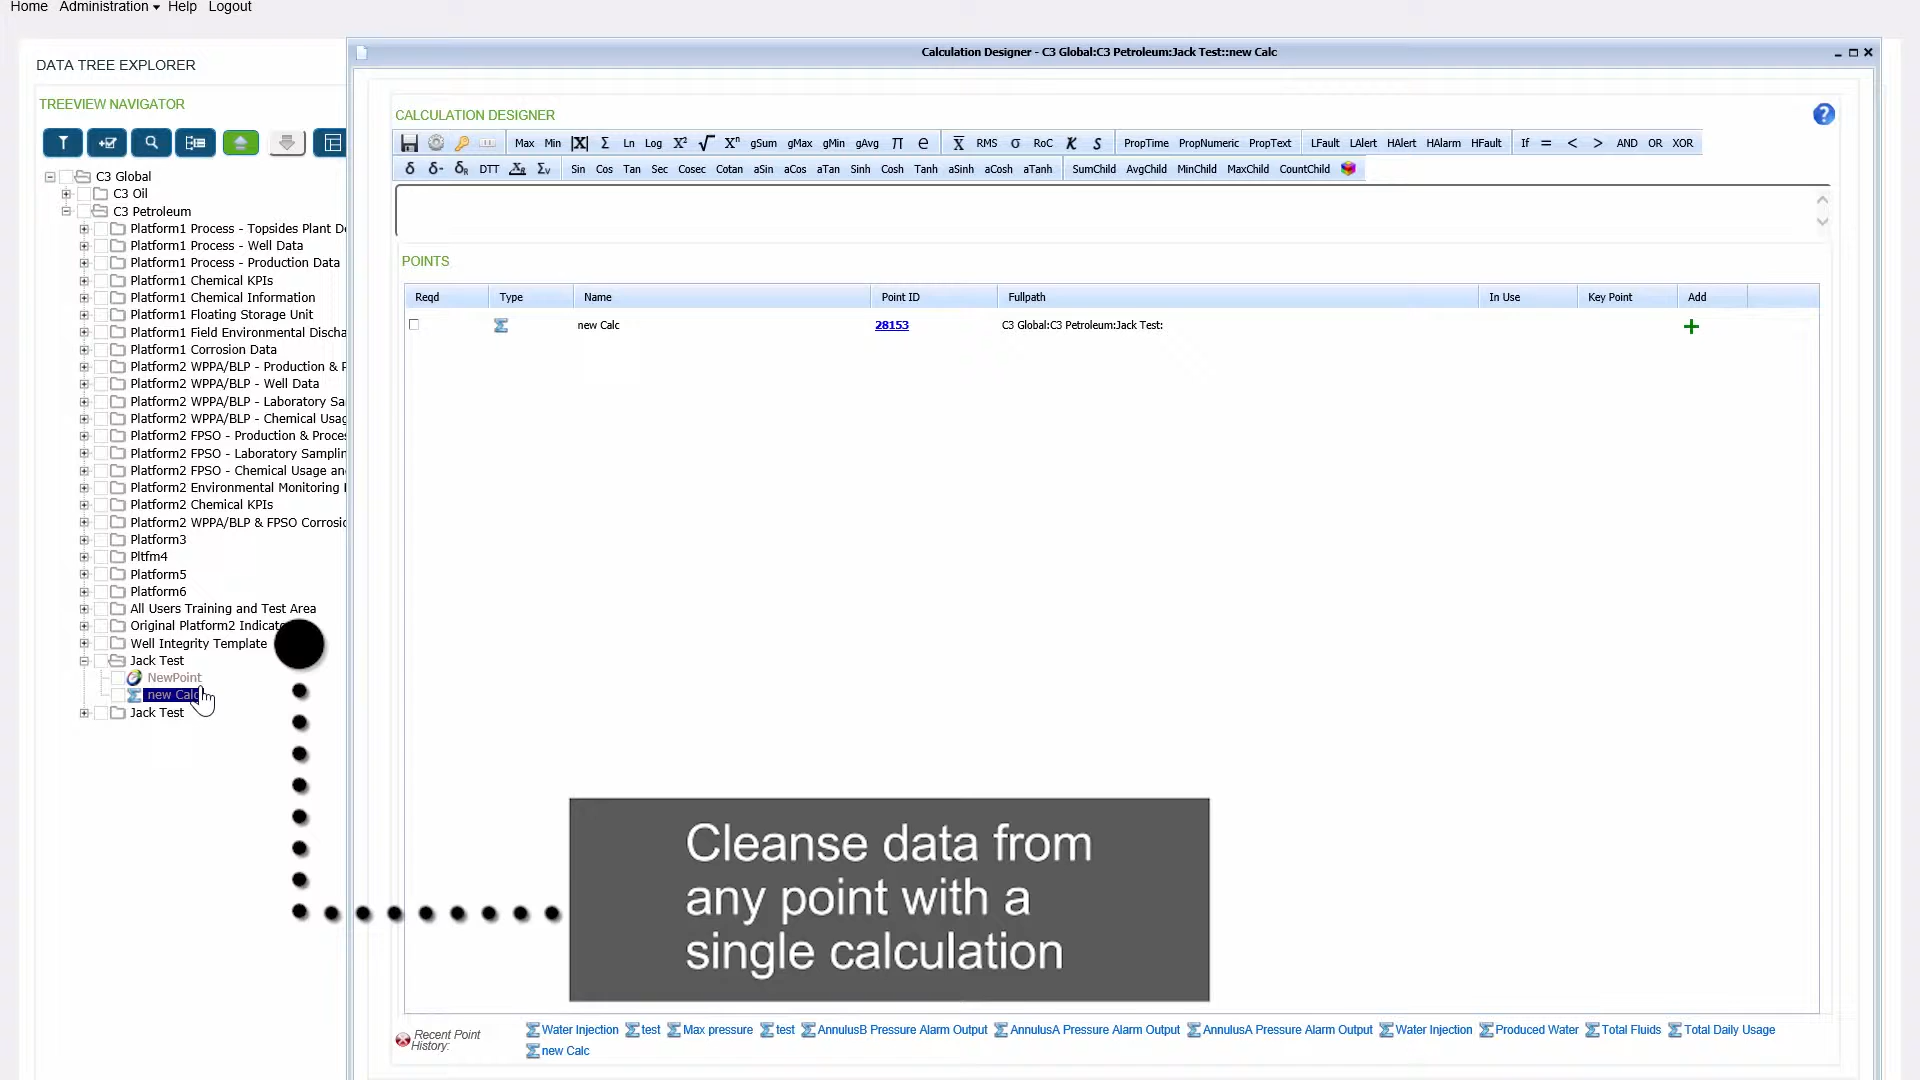 Home Administration Help Logout
DATA TREE EXPLORER
TREEVIEW NAVIGATOR
C3 Global
C3 Oil
C3 Petroleum
Platform1 Process - Topsides Plant De
Platform1 Process - Well Data
Platform1 Process - Production Data
Platform1 Chemical KPIs
Platform1 Chemical Information
Platform1 Floating Storage Unit
Platform1 Field Environmental Discha
Platform1 Corrosion Data
Platform2 WPPA/BLP - Production & P
Platform2 WPPA/BLP - Well Data
Platform2 WPPA/BLP - Laboratory Sa
Platform2 WPPA/BLP - Chemical Usag
Platform2 FPSO - Production & Proces
Platform2 FPSO - Laboratory Samplin
Platform2 FPSO - Chemical Usage an
Platform2 Environmental Monitoring
Platform2 Chemical KPIs
Platform2 WPPA/BLP & FPSO Corrosio
Platform3
Pltfm4
Platform5
Platform6
All Users Training and Test Area
Original Platform2 Indicato
Well Integrity Template
Jack Test
NewPoint
new Calc
Jack Test
Calculation Designer - C3 Global:C3 Petroleum:Jack Test::new Calc
CALCULATION DESIGNER
Max Min |X| Σ Ln Log X² √ Xⁿ gSum gMax gMin gAvg Π e X̅ RMS σ RoC K S PropTime PropNumeric PropText LFault LAlert HAlert HAlarm HFault If = < > AND OR XOR
δ δ- δR DTT XR Σv Sin Cos Tan Sec Cosec Cotan aSin aCos aTan Sinh Cosh Tanh aSinh aCosh aTanh SumChild AvgChild MinChild MaxChild CountChild
POINTS
Reqd Type Name Point ID Fullpath In Use Key Point Add
new Calc 28153 C3 Global:C3 Petroleum:Jack Test:
Cleanse data from
any point with a
single calculation
Recent Point
History:
Water Injection test Max pressure test AnnulusB Pressure Alarm Output AnnulusA Pressure Alarm Output AnnulusA Pressure Alarm Output Water Injection Produced Water Total Fluids Total Daily Usage
new Calc